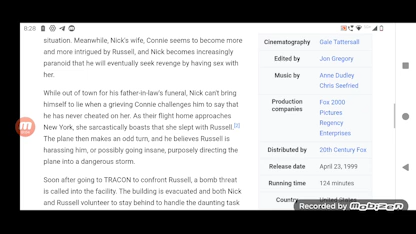 8:28
situation. Meanwhile, Nick's wife, Connie seems to become more
and more intrigued by Russell, and Nick becomes increasingly
paranoid that he will eventually seek revenge by having sex with
her.
While out of town for his father-in-law's funeral, Nick can't bring
himself to lie when a grieving Connie challenges him to say that
he has never cheated on her. As their flight home approaches
New York, she sarcastically boasts that she slept with Russell.
The plane then makes an odd turn, and he believes Russell is
harassing him, or possibly going insane, purposely directing the
plane into a dangerous storm.
Soon after going to TRACON to confront Russell, a bomb threat
is called into the facility. The building is evacuated and both Nick
and Russell volunteer to stay behind to handle the daunting task
Cinematography Gale Tattersall
Edited by Jon Gregory
Music by Anne Dudley
Chris Seefried
Production Fox 2000
companies Pictures
Regency
Enterprises
Distributed by 20th Century Fox
Release date April 23, 1999
Running time 124 minutes
Country United States
Recorded by Mobizen